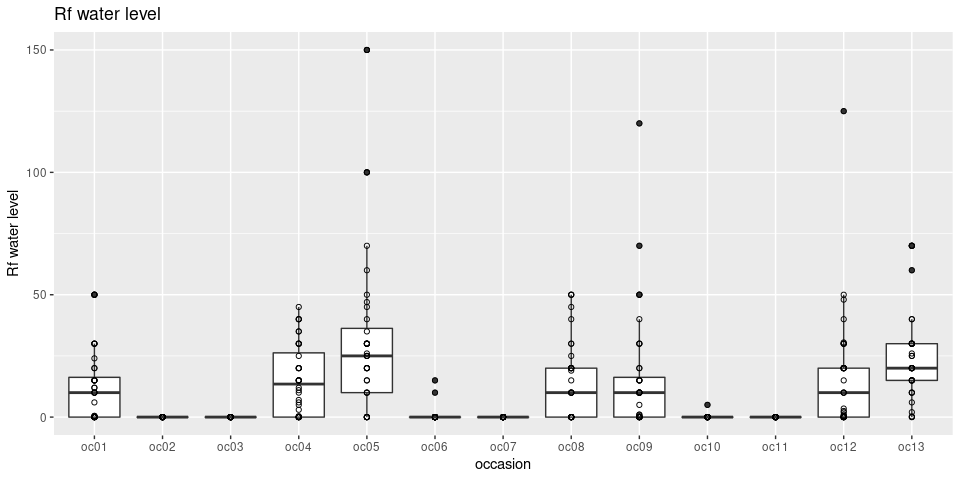 Rf water level
150
100
50
0
Rf water level
oc01 oc02 oc03 oc04 oc05 oc06 oc07 oc08 oc09 oc10 oc11 oc12 oc13
occasion